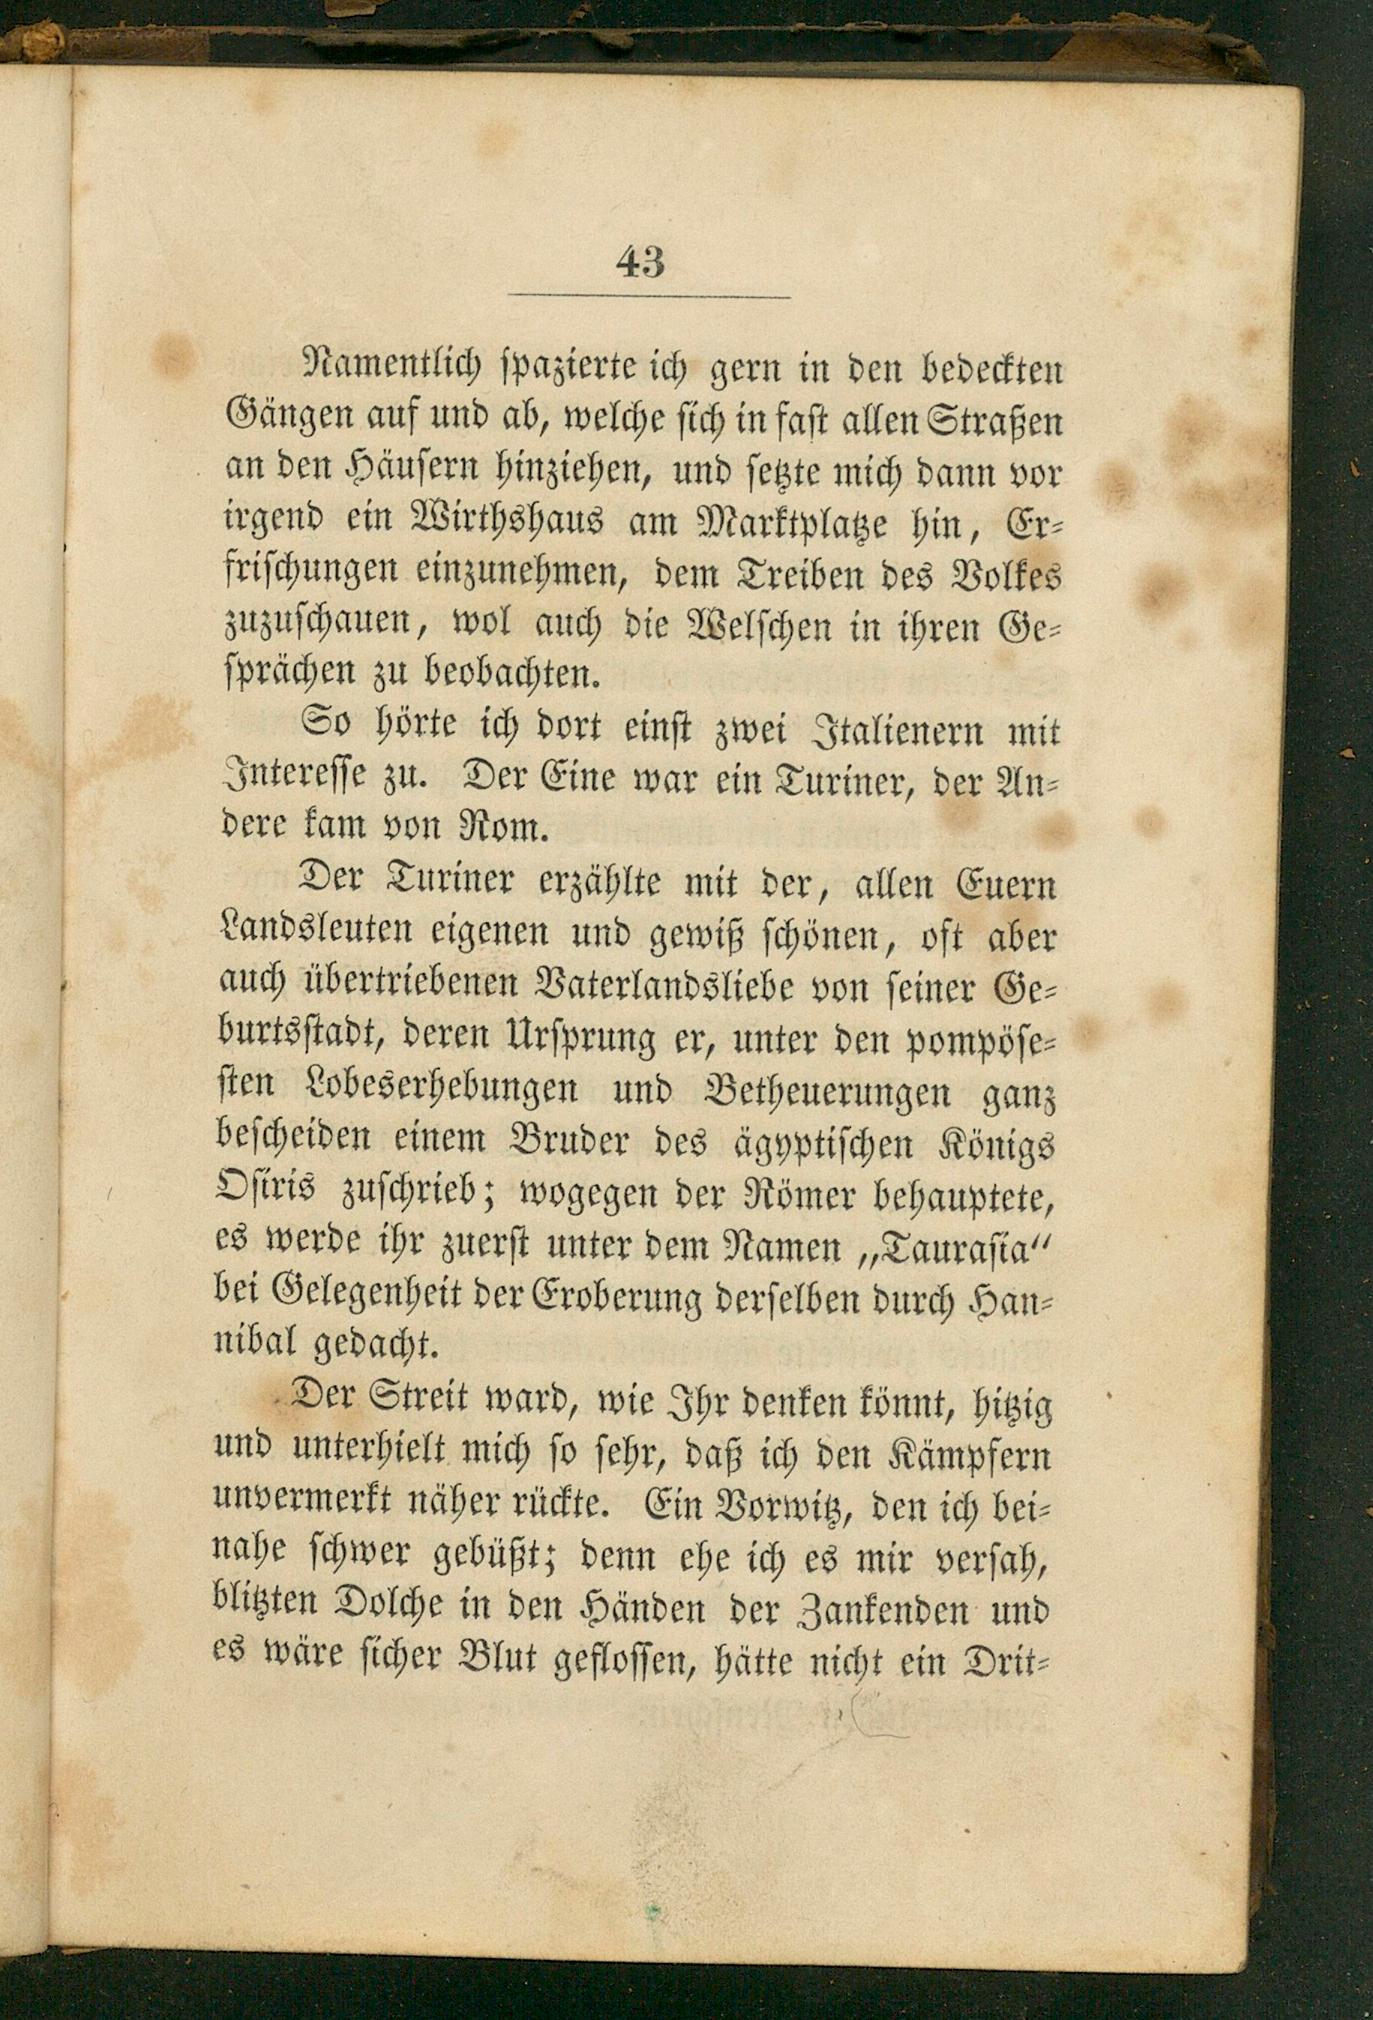 43
Namentlich spazierte ich gern in den bedeckten
Gängen auf und ab, welche sich in fast allen Straßen
an den Häusern hinziehen, und setzte mich dann vor
irgend ein Wirthshaus am Marktplatze hin, Er-
frischungen einzunehmen, dem Treiben des Volkes
zuzuschauen, wol auch die Welschen in ihren Ge-
sprächen zu beobachten.
So hörte ich dort einst zwei Italienern mit
Interesse zu. Der Eine war ein Turiner, der An-
dere kam von Rom.
Der Turiner erzählte mit der, allen Euern
Landsleuten eigenen und gewiß schönen, oft aber
auch übertriebenen Vaterlandsliebe von seiner Ge-
burtsstadt, deren Ursprung er, unter den pompöse-
sten Lobeserhebungen und Betheuerungen ganz
bescheiden einem Bruder des ägyptischen Königs
Osiris zuschrieb; wogegen der Römer behauptete,
es werde ihr zuerst unter dem Namen „Taurasia“
bei Gelegenheit der Eroberung derselben durch Han-
nibal gedacht.
Der Streit ward, wie Ihr denken könnt, hitzig
und unterhielt mich so sehr, daß ich den Kämpfern
unvermerkt näher rückte. Ein Vorwitz, den ich bei-
nahe schwer gebüßt; denn ehe ich es mir versah,
blitzten Dolche in den Händen der Zankenden und
es wäre sicher Blut geflossen, hätte nicht ein Drit-